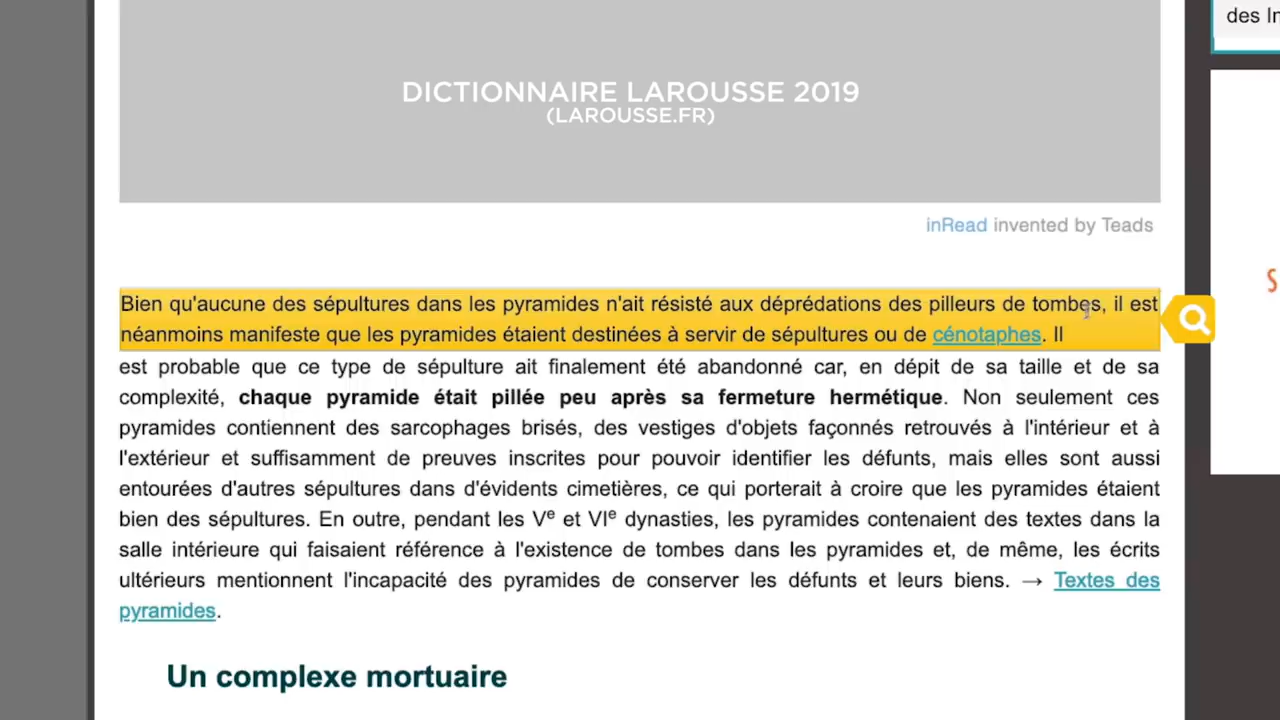 des In
DICTIONNAIRE LAROUSSE 2019
(LAROUSSE.FR)
inRead invented by Teads
Bien qu'aucune des sépultures dans les pyramides n'ait résisté aux déprédations des pilleurs de tombes, il est
néanmoins manifeste que les pyramides étaient destinées à servir de sépultures ou de cénotaphes. Il
est probable que ce type de sépulture ait finalement été abandonné car, en dépit de sa taille et de sa
complexité, chaque pyramide était pillée peu après sa fermeture hermétique. Non seulement ces
pyramides contiennent des sarcophages brisés, des vestiges d'objets façonnés retrouvés à l'intérieur et à
l'extérieur et suffisamment de preuves inscrites pour pouvoir identifier les défunts, mais elles sont aussi
entourées d'autres sépultures dans d'évidents cimetières, ce qui porterait à croire que les pyramides étaient
bien des sépultures. En outre, pendant les Ve et VIe dynasties, les pyramides contenaient des textes dans la
salle intérieure qui faisaient référence à l'existence de tombes dans les pyramides et, de même, les écrits
ultérieurs mentionnent l'incapacité des pyramides de conserver les défunts et leurs biens. → Textes des
pyramides.
Un complexe mortuaire